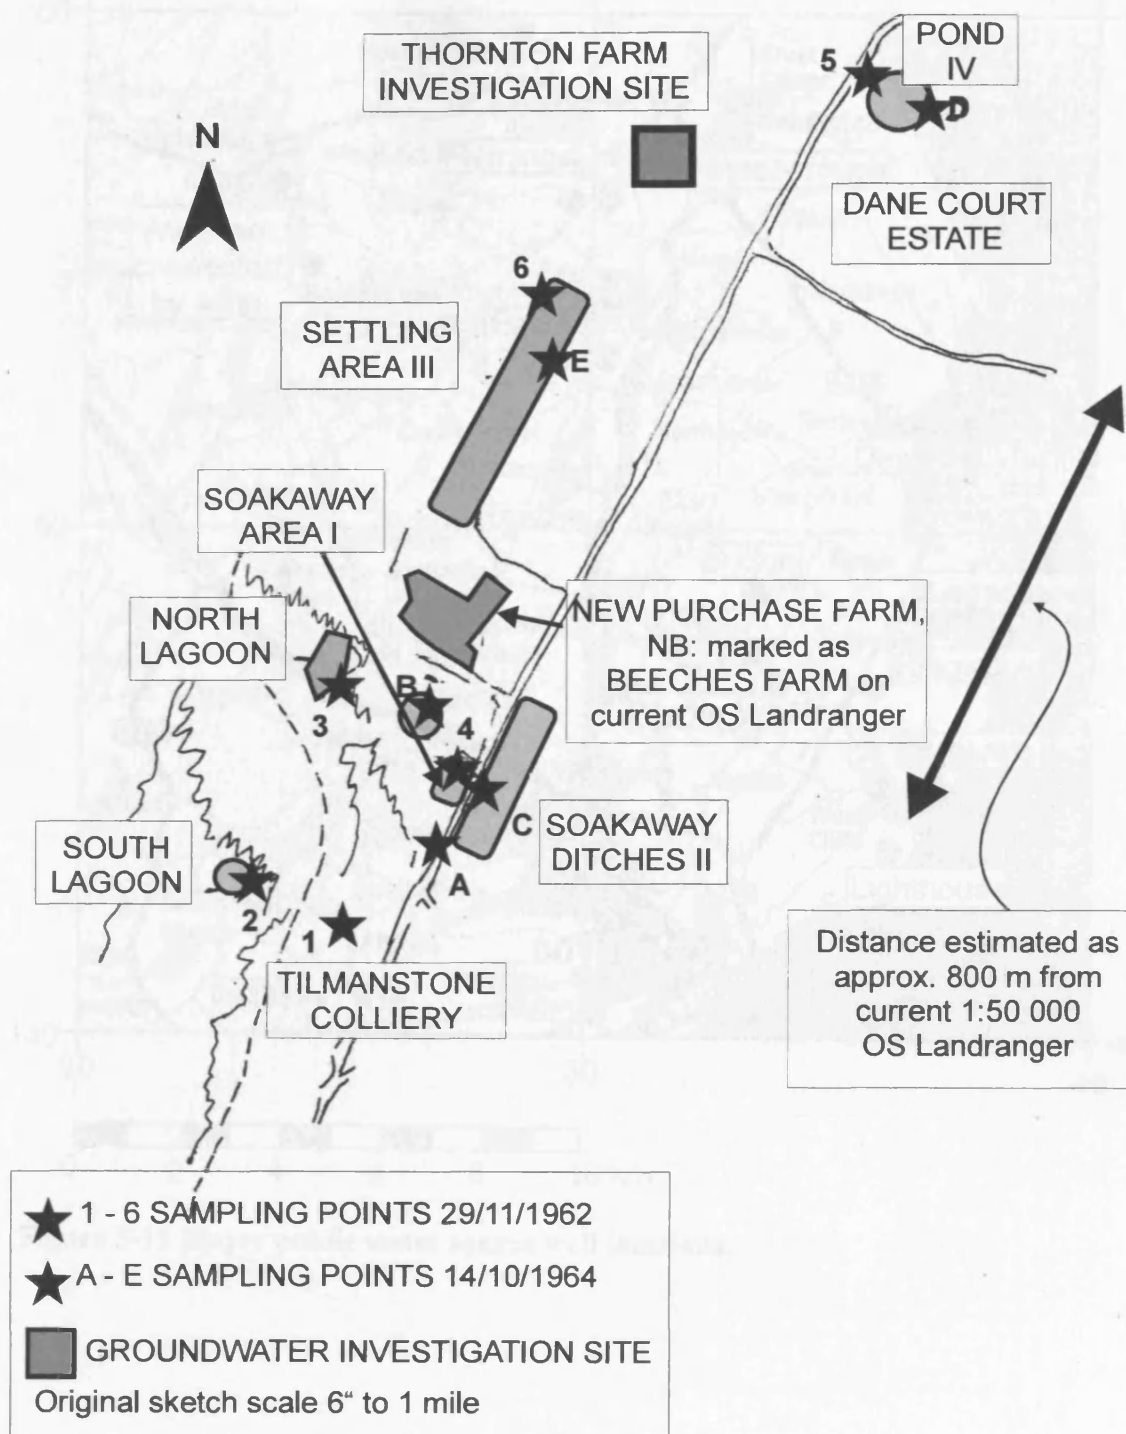 THORNTON FARM
INVESTIGATION SITE
POND
IV
5
D
N
DANE COURT
ESTATE
6
SETTLING
AREA III
E
SOAKAWAY
AREA I
NORTH
LAGOON
NEW PURCHASE FARM,
NB: marked as
BEECHES FARM on
current OS Landranger
B
3
4
C
SOAKAWAY
DITCHES II
SOUTH
LAGOON
A
2
1
TILMANSTONE
COLLIERY
Distance estimated as
approx. 800 m from
current 1:50 000
OS Landranger
1 - 6 SAMPLING POINTS 29/11/1962
A - E SAMPLING POINTS 14/10/1964
GROUNDWATER INVESTIGATION SITE
Original sketch scale 6" to 1 mile